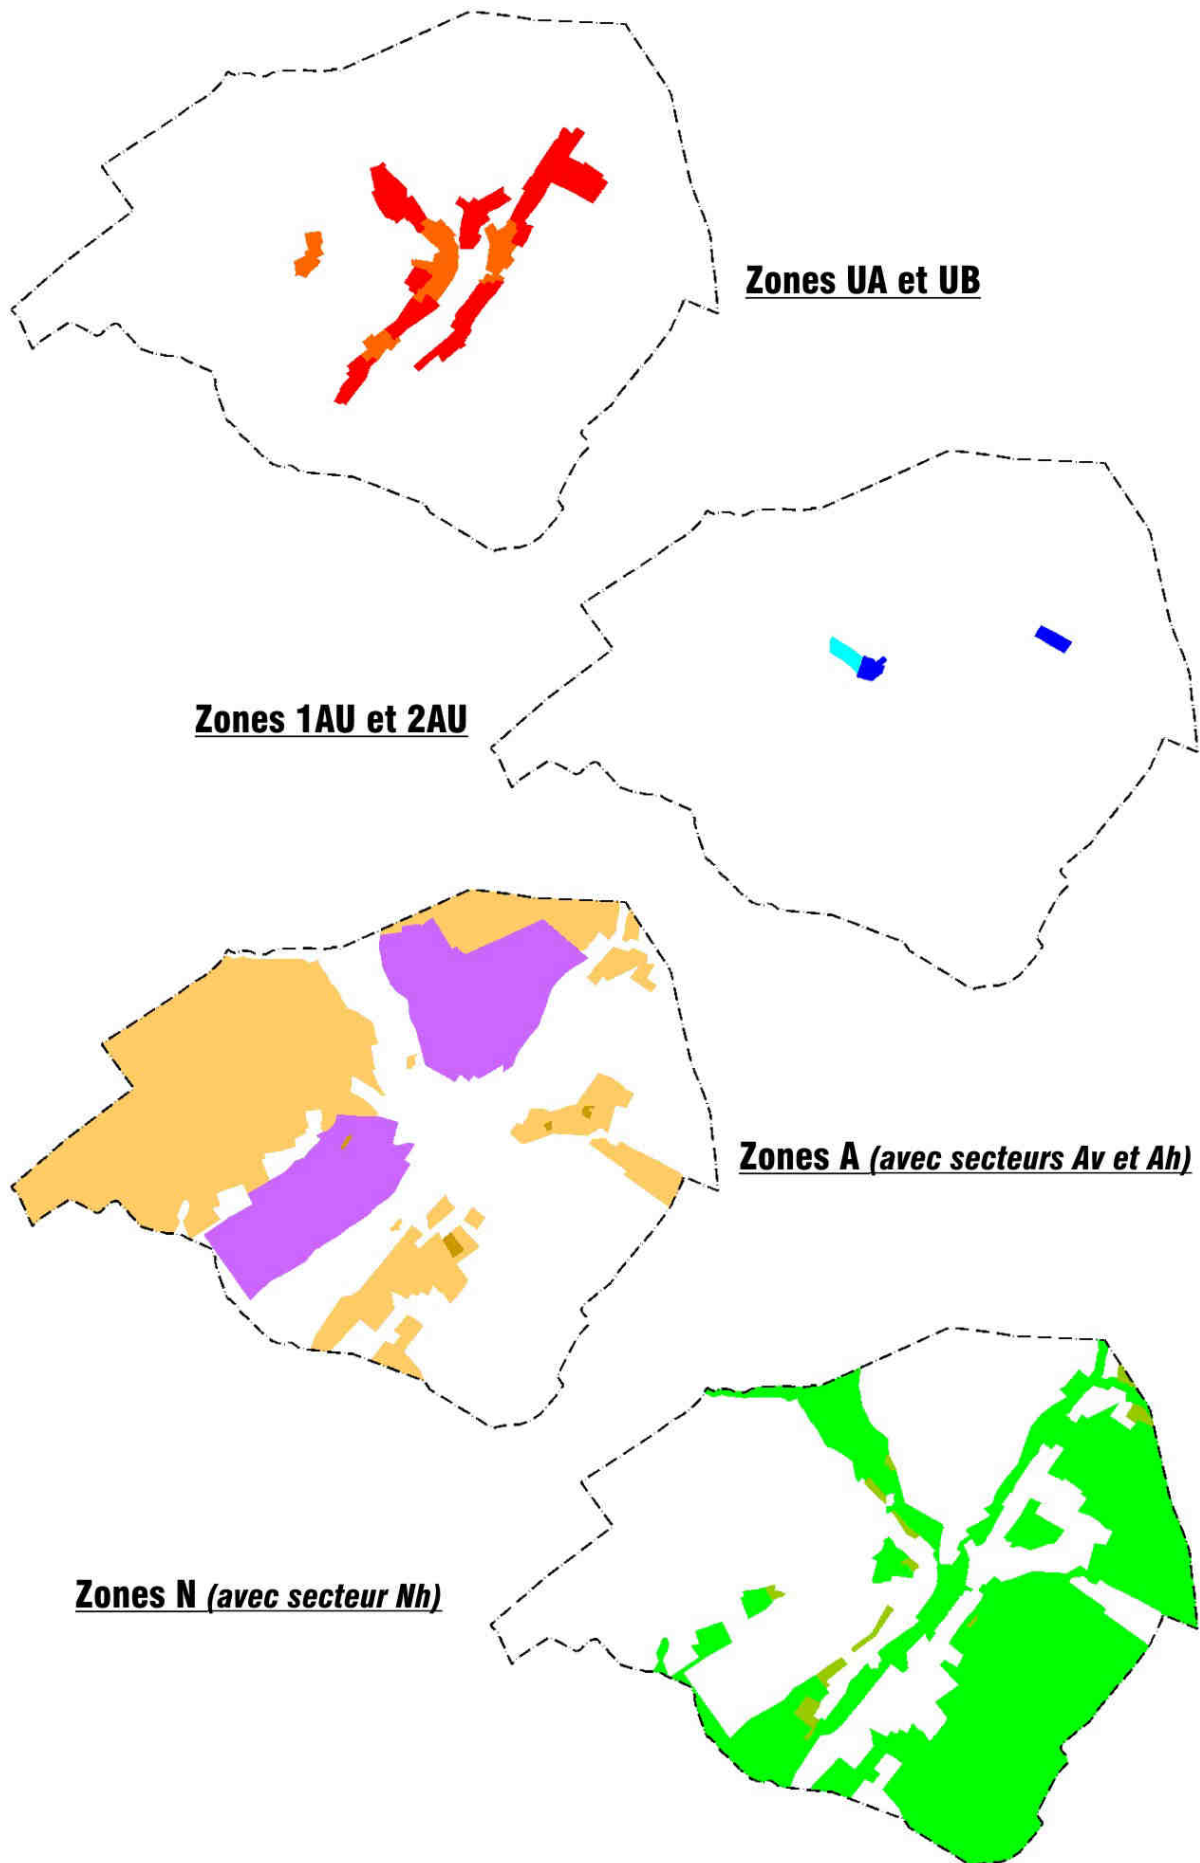 Zones UA et UB
Zones 1AU et 2AU
Zones A (avec secteurs Av et Ah)
Zones N (avec secteur Nh)